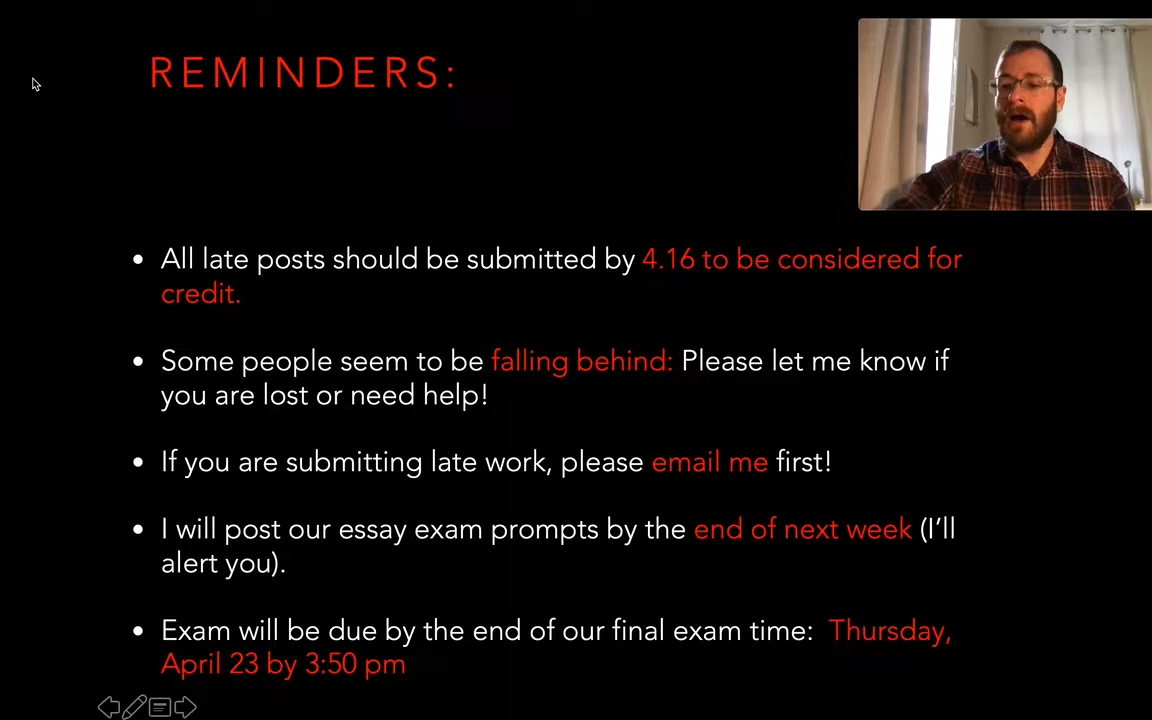 REMINDERS:
• All late posts should be submitted by 4.16 to be considered for
credit.
• Some people seem to be falling behind: Please let me know if
you are lost or need help!
• If you are submitting late work, please email me first!
• I will post our essay exam prompts by the end of next week (I’ll
alert you).
• Exam will be due by the end of our final exam time: Thursday,
April 23 by 3:50 pm